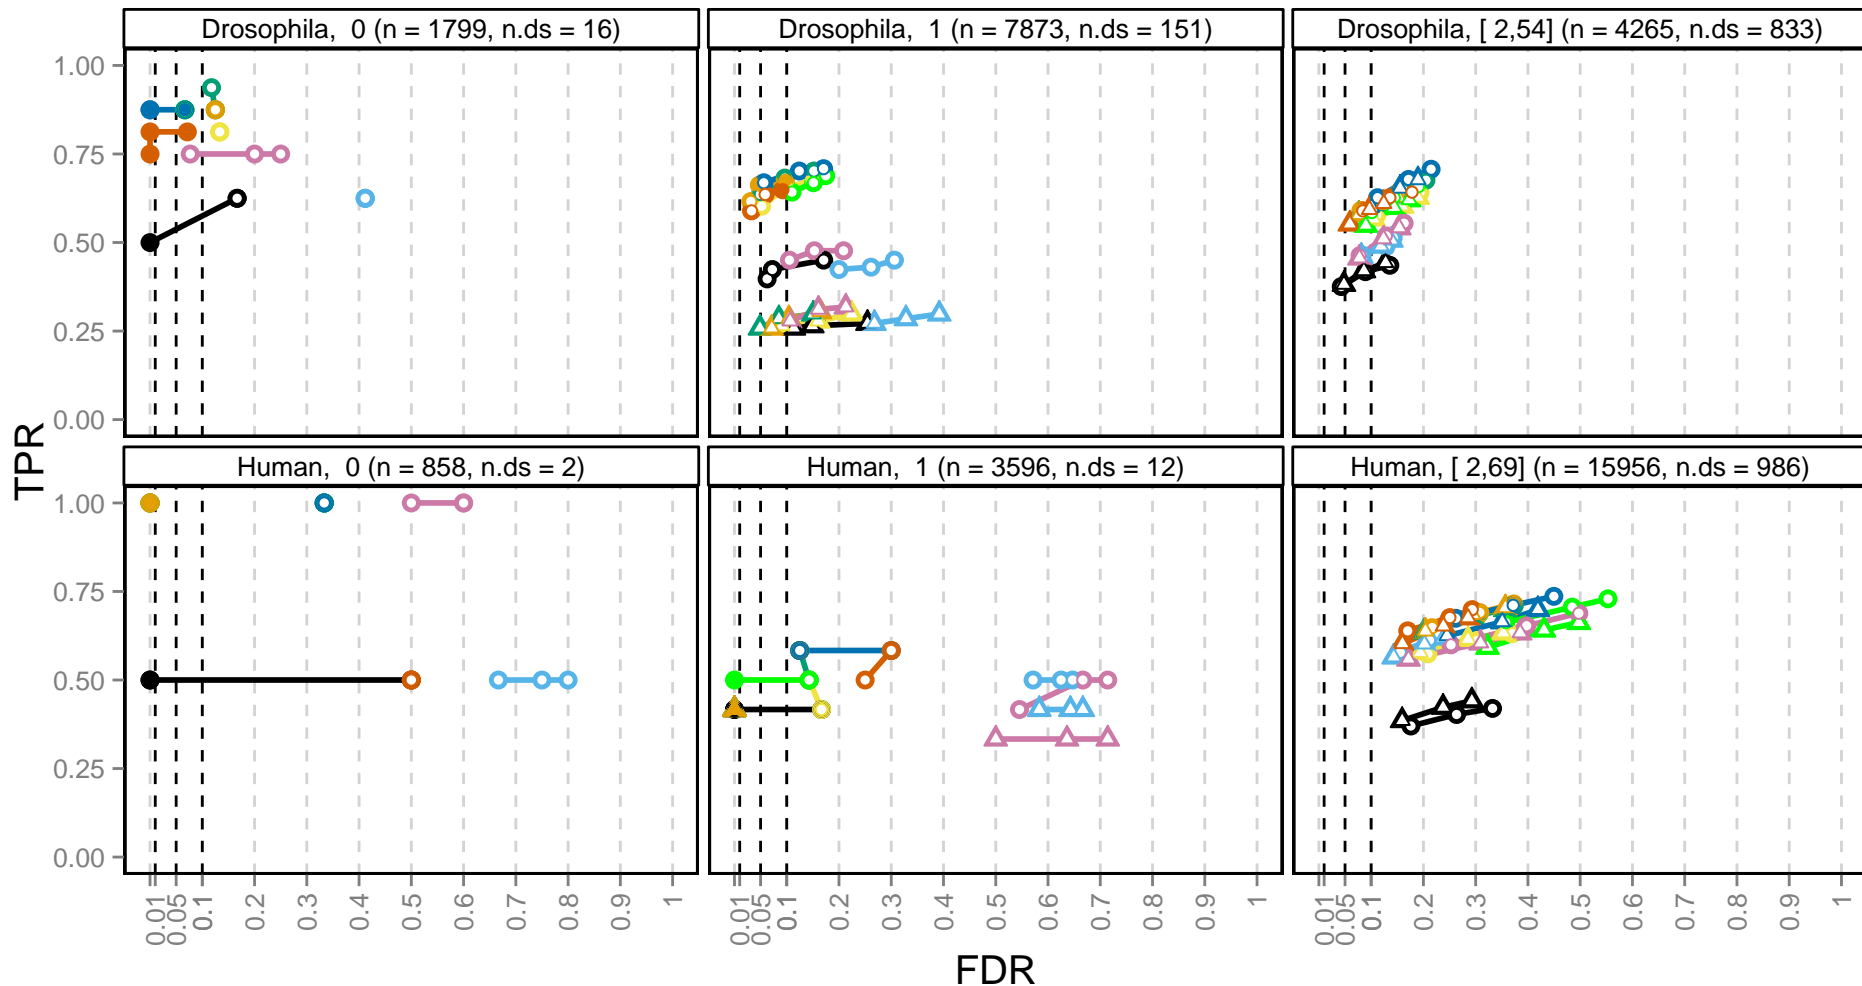 Drosophila, 0 (n = 1799, n.ds = 16)
Drosophila, 1 (n = 7873, n.ds = 151)
Drosophila, [ 2,54] (n = 4265, n.ds = 833)
1.00
0.75
0.50
0.25
0.00
TPR
Human, 0 (n = 858, n.ds = 2)
Human, 1 (n = 3596, n.ds = 12)
Human, [ 2,69] (n = 15956, n.ds = 986)
1.00
0.75
0.50
0.25
0.00
0.01 0.05 0.1 0.2 0.3 0.4 0.5 0.6 0.7 0.8 0.9 1
0.01 0.05 0.1 0.2 0.3 0.4 0.5 0.6 0.7 0.8 0.9 1
0.01 0.05 0.1 0.2 0.3 0.4 0.5 0.6 0.7 0.8 0.9 1
FDR